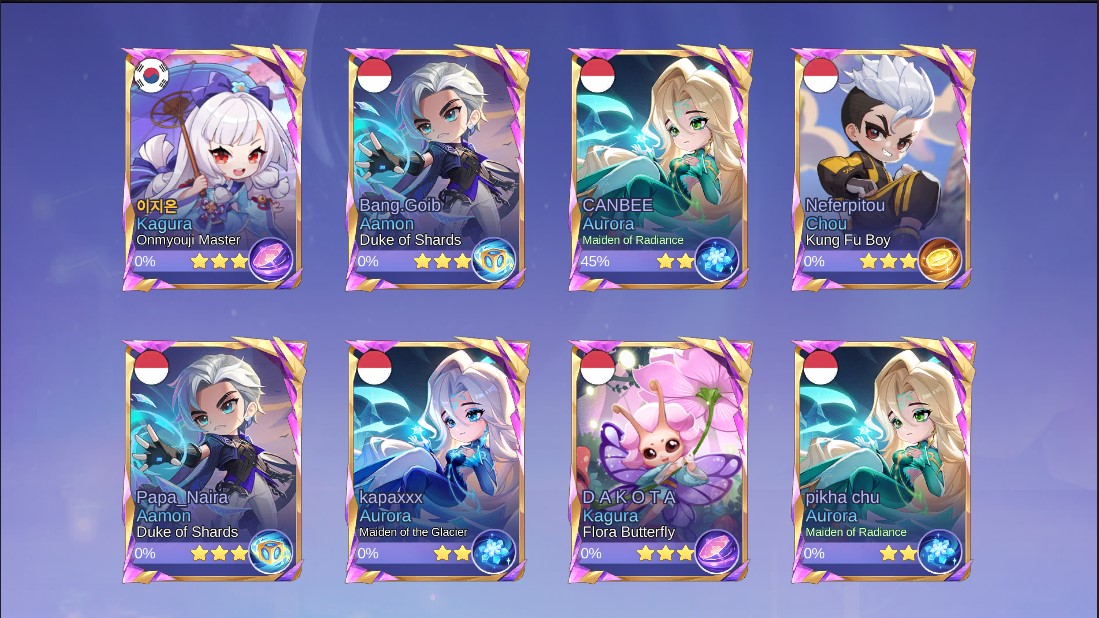 이지은
Kagura
Onmyouji Master
0%
Bang.Goib
Aamon
Duke of Shards
0%
CANBEE
Aurora
Maiden of Radiance
45%
Neferpitou
Chou
Kung Fu Boy
0%
Papa_Naira
Aamon
Duke of Shards
0%
kapaxxx
Aurora
Maiden of the Glacier
0%
D A K O T A
Kagura
Flora Butterfly
0%
pikha chu
Aurora
Maiden of Radiance
0%